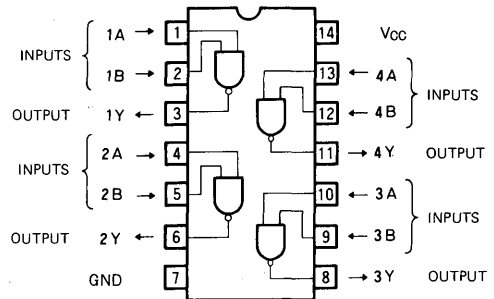 1A 1 14 Vcc
INPUTS
1B 2 13 4A
INPUTS
OUTPUT 1Y 3 12 4B
2A 4 11 4Y OUTPUT
INPUTS
2B 5 10 3A
INPUTS
OUTPUT 2Y 6 9 3B
GND 7 8 3Y OUTPUT